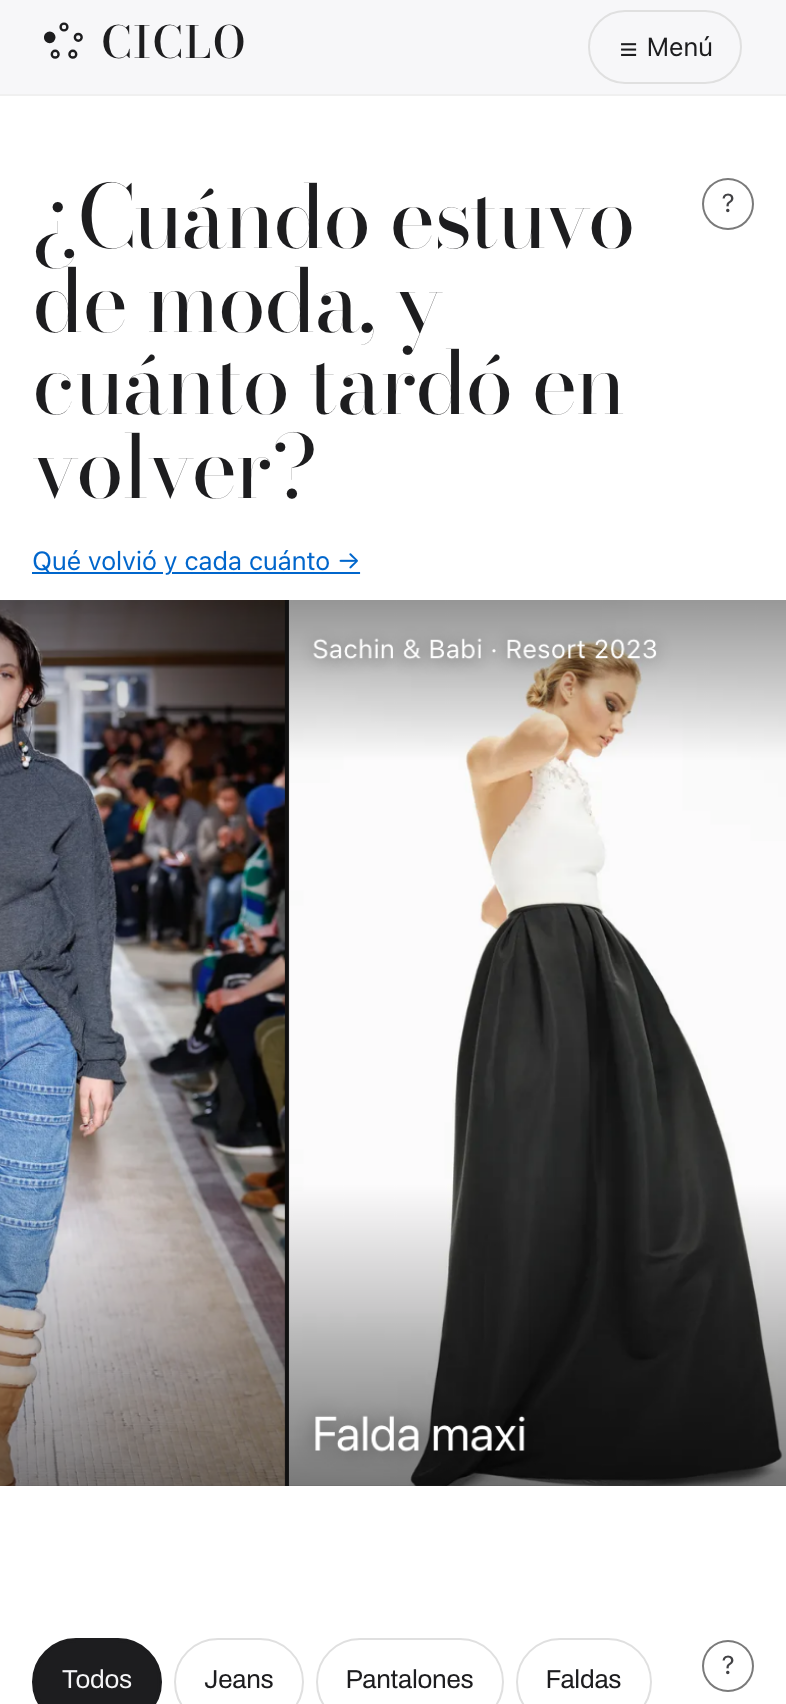 CICLO
≡ Menú
¿Cuándo estuvo
de moda, y
cuánto tardó en
volver?
?
Qué volvió y cada cuánto →
Sachin & Babi · Resort 2023
Falda maxi
Todos
Jeans
Pantalones
Faldas
?